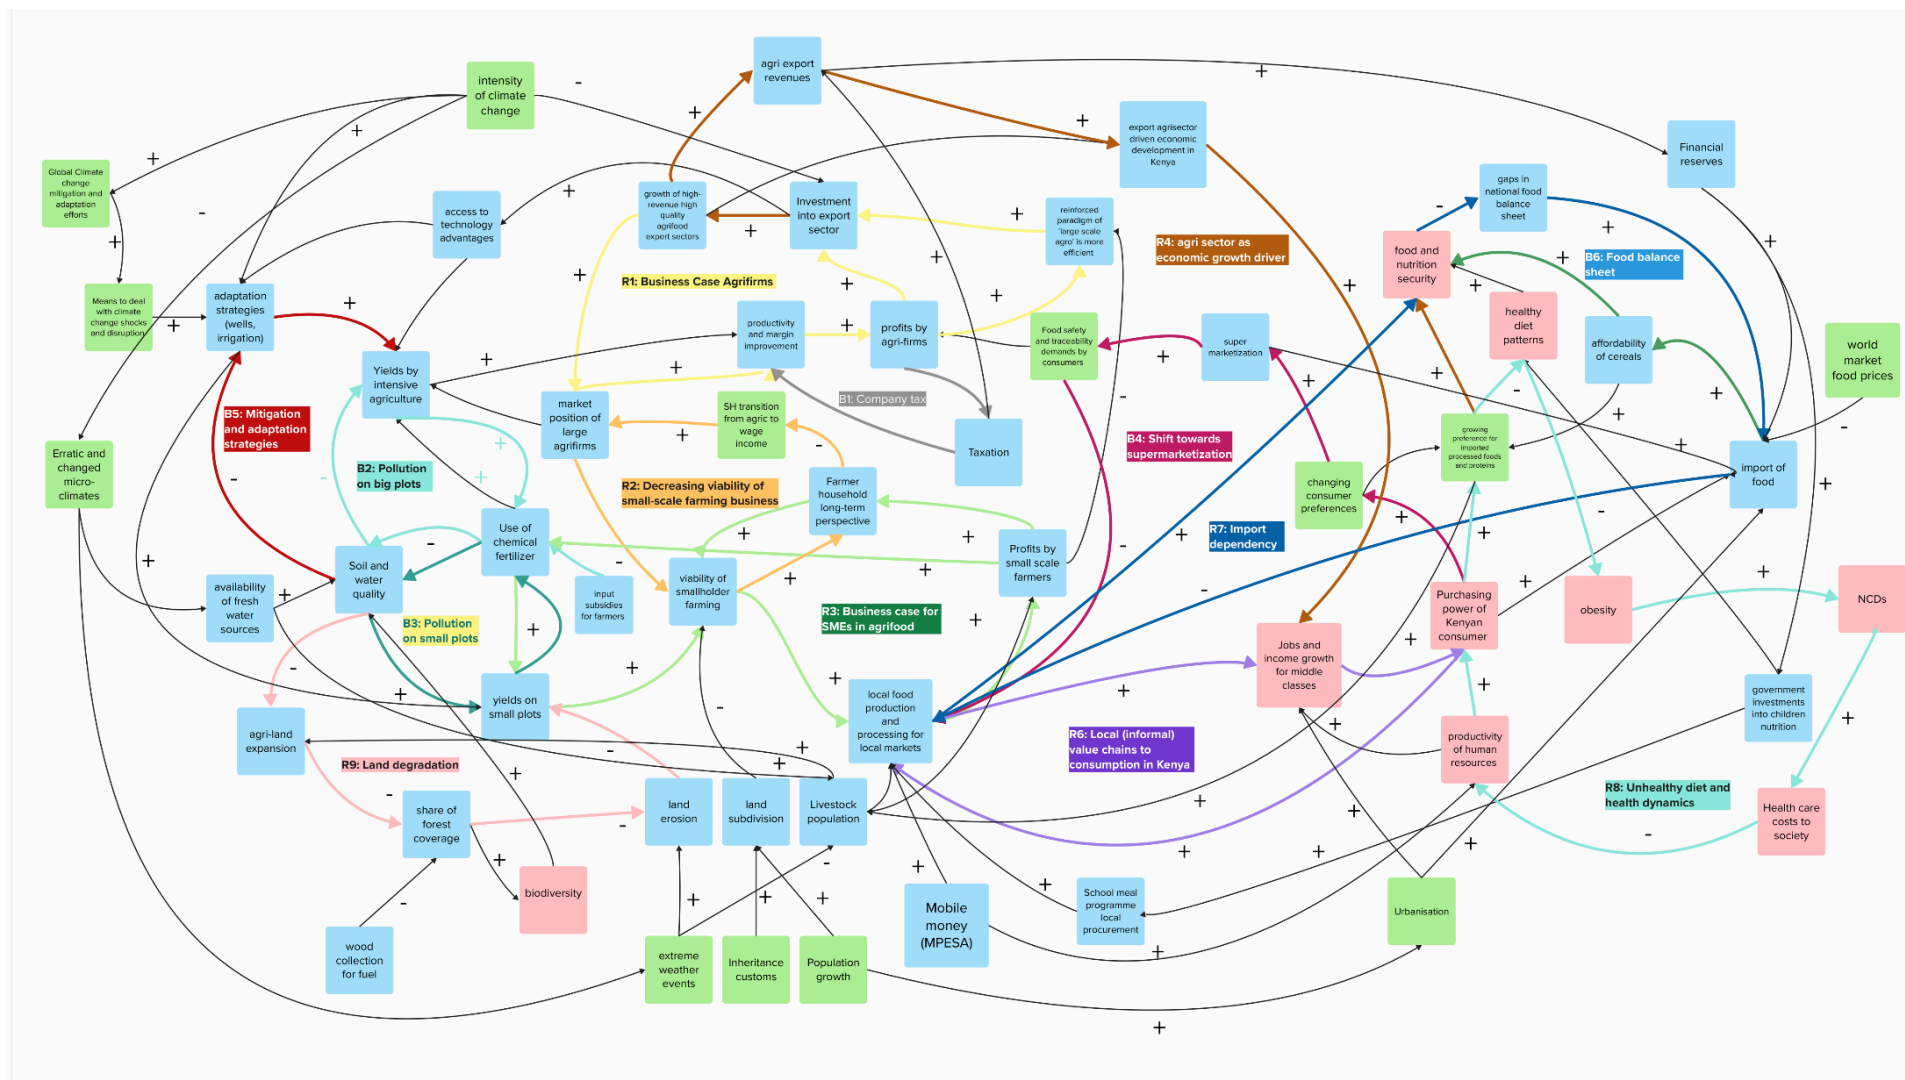 agri export
revenues
intensity
of climate
change
-
+
+
+
+
+
export agrisector
driven economic
development in
Kenya
Financial
reserves
Global Climate
change
mitigation and
adaptation
efforts
-
+
access to
technology
advantages
+
growth of high-
revenue high
quality
agrifood
export sectors
+
Investment
into export
sector
+
reinforced
paradigm of
'large scale
agro' is more
efficient
+
R4: agri sector as
economic growth driver
food and
nutrition
security
-
gaps in
national food
balance
sheet
+
+
B6: Food balance
sheet
+
Means to deal
with climate
change shocks
and disruption
+
adaptation
strategies
(wells,
irrigation)
+
+
R1: Business Case Agrifirms
+
+
+
+
healthy
diet
patterns
affordability
of cereals
world
market
food prices
productivity
and margin
improvement
+
profits by
agri-firms
Food safety
and traceability
demands by
consumers
+
super
marketization
Yields by
intensive
agriculture
+
+
B1: Company tax
-
+
+
-
+
+
-
B5: Mitigation
and adaptation
strategies
+
market
position of
large
agrifirms
+
SH transition
from agric to
wage
income
-
Taxation
B4: Shift towards
supermarketization
growing
preference for
imported
processed foods
and proteins
+
import of
food
Erratic and
changed
micro-
climates
-
B2: Pollution
on big plots
-
+
R2: Decreasing viability of
small-scale farming business
Farmer
household
long-term
perspective
changing
consumer
preferences
+
+
-
+
Use of
chemical
fertilizer
-
+
+
Profits by
small scale
farmers
-
+
R7: Import
dependency
+
availability
of fresh
water
sources
+
+
Soil and
water
quality
-
input
subsidies
for farmers
viability of
smallholder
farming
+
R3: Business case for
SMEs in agrifood
+
-
+
Purchasing
power of
Kenyan
consumer
obesity
+
NCDs
B3: Pollution
on small plots
+
-
+
+
+
Jobs and
income growth
for middle
classes
+
+
yields on
small plots
-
local food
production
and
processing for
local markets
+
+
government
investments
into children
nutrition
+
agri-land
expansion
R9: Land degradation
-
+
+
+
R6: Local (informal)
value chains to
consumption in Kenya
+
productivity
of human
resources
R8: Unhealthy diet and
health dynamics
-
share of
forest
coverage
-
land
erosion
land
subdivision
Livestock
population
+
+
Health care
costs to
society
-
+
-
+
+
+
+
biodiversity
-
+
+
+
+
Mobile
money
(MPESA)
School meal
programme
local
procurement
Urbanisation
wood
collection
for fuel
extreme
weather
events
Inheritance
customs
Population
growth
+
+